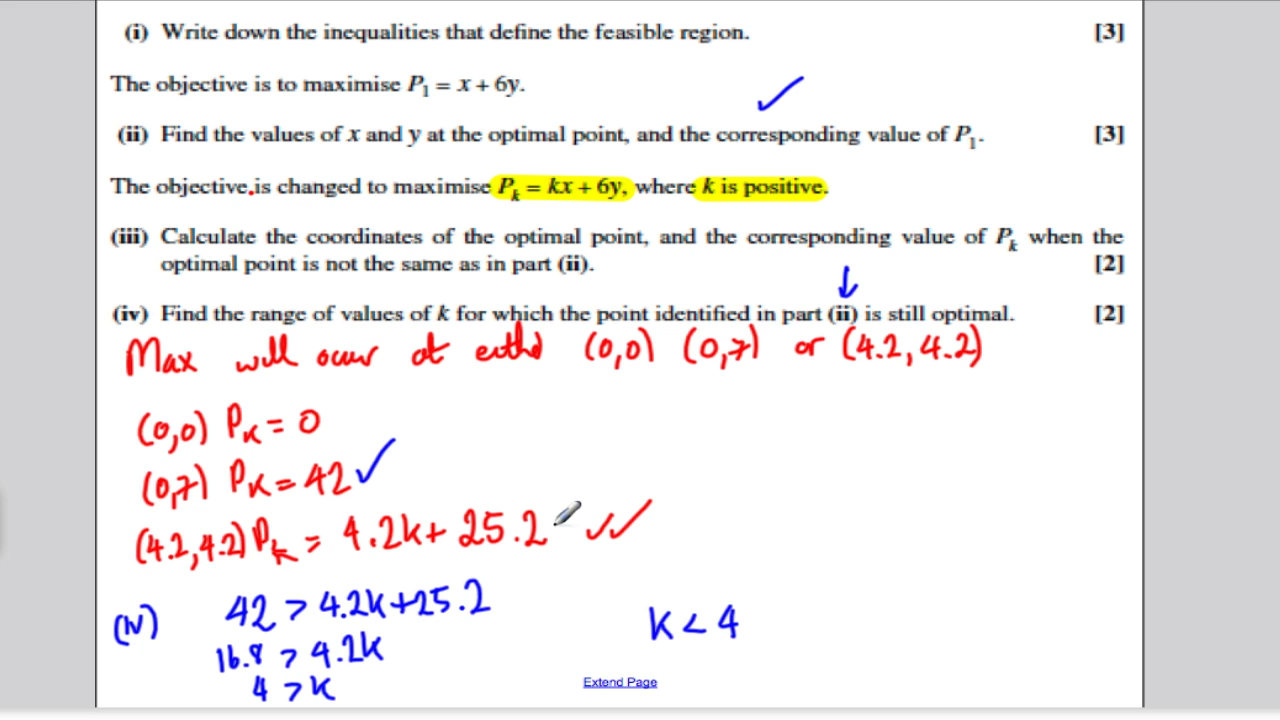 (i) Write down the inequalities that define the feasible region. [3]
The objective is to maximise P₁ = x + 6y.
(ii) Find the values of x and y at the optimal point, and the corresponding value of P₁. [3]
The objective is changed to maximise Pₖ = kx + 6y, where k is positive.
(iii) Calculate the coordinates of the optimal point, and the corresponding value of Pₖ when the
optimal point is not the same as in part (ii). [2]
(iv) Find the range of values of k for which the point identified in part (ii) is still optimal. [2]
Max will occur at either (0,0) (0,7) or (4.2, 4.2)
(0,0) Pₖ = 0
(0,7) Pₖ = 42 ✓
(4.2,4.2) Pₖ = 4.2k + 25.2 ✓✓
(iv) 42 > 4.2k + 25.2 k < 4
16.8 > 4.2k
4 > k
Extend Page